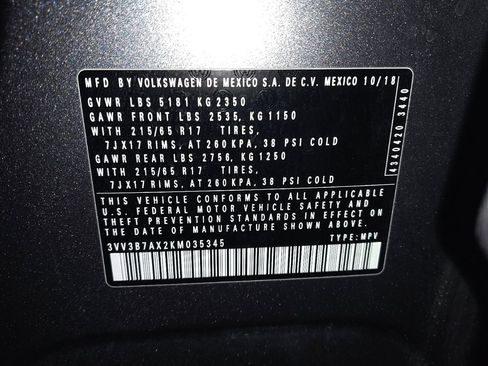 MFD BY VOLKSWAGEN DE MEXICO S.A. DE C.V. MEXICO 10/18
GVWR LBS 5181 KG 2350
GAWR FRONT LBS 2535, KG 1150
WITH 215/65 R17 TIRES,
7JX17 RIMS, AT 260 KPA, 38 PSI COLD
GAWR REAR LBS 2756, KG 1250
WITH 215/65 R17 TIRES,
7JX17 RIMS, AT 260 KPA, 38 PSI COLD
THIS VEHICLE CONFORMS TO ALL APPLICABLE
U.S. FEDERAL MOTOR VEHICLE SAFETY AND
THEFT PREVENTION STANDARDS IN EFFECT ON
THE DATE OF MANUFACTURE SHOWN ABOVE.
3VV3B7AX2KM035345 TYPE: MPV
4340420 3440